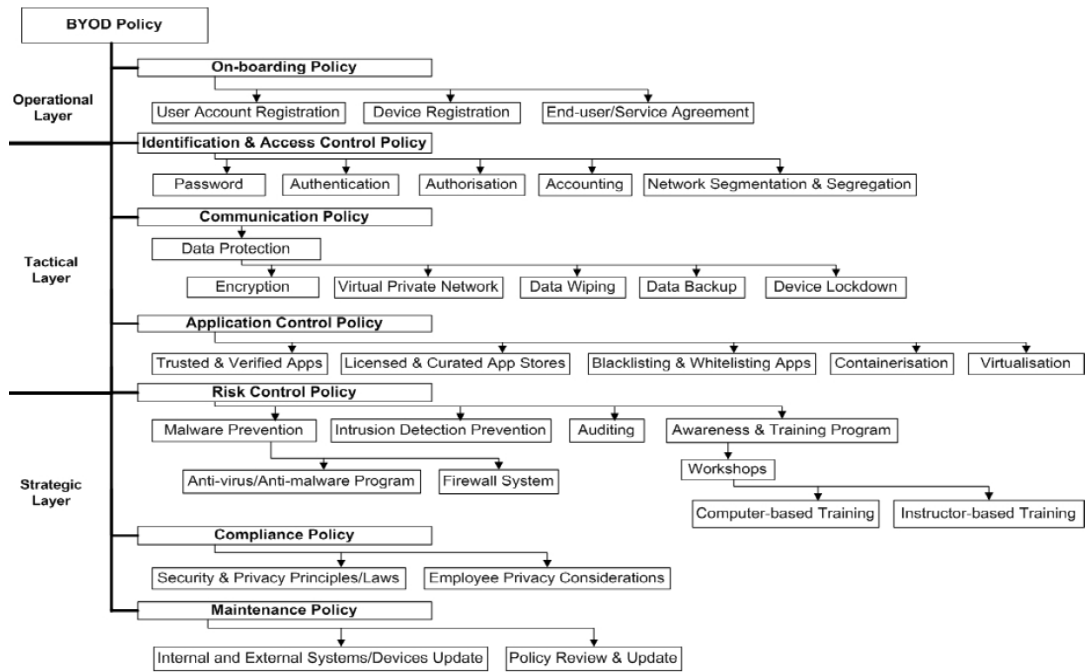 BYOD Policy
On-boarding Policy
Operational
Layer
User Account Registration
Device Registration
End-user/Service Agreement
Identification & Access Control Policy
Password
Authentication
Authorisation
Accounting
Network Segmentation & Segregation
Communication Policy
Data Protection
Tactical
Layer
Encryption
Virtual Private Network
Data Wiping
Data Backup
Device Lockdown
Application Control Policy
Trusted & Verified Apps
Licensed & Curated App Stores
Blacklisting & Whitelisting Apps
Containerisation
Virtualisation
Risk Control Policy
Malware Prevention
Intrusion Detection Prevention
Auditing
Awareness & Training Program
Strategic
Layer
Anti-virus/Anti-malware Program
Firewall System
Workshops
Computer-based Training
Instructor-based Training
Compliance Policy
Security & Privacy Principles/Laws
Employee Privacy Considerations
Maintenance Policy
Internal and External Systems/Devices Update
Policy Review & Update